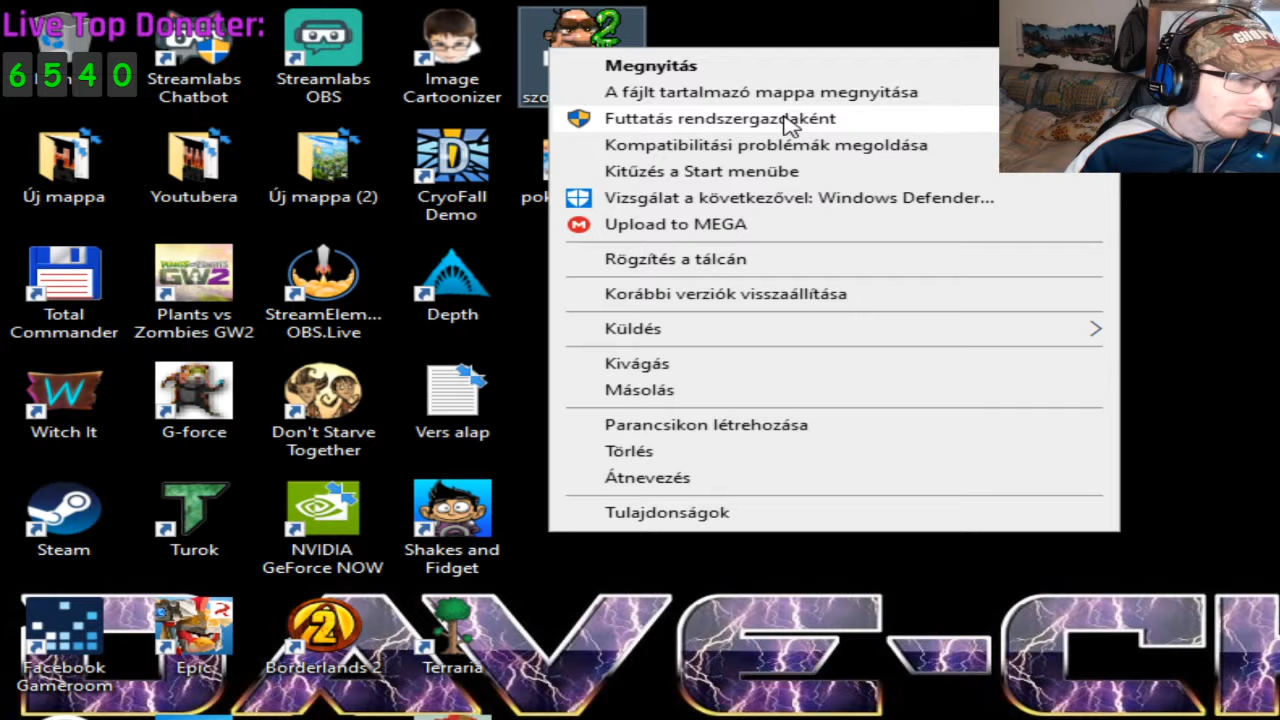 Live Top Donater:
6540
Streamlabs
Chatbot
Streamlabs
OBS
Image
Cartoonizer
Új mappa
Youtubera
Új mappa (2)
CryoFall
Demo
Total
Commander
Plants vs
Zombies GW2
StreamElem...
OBS.Live
Depth
Witch It
G-force
Don't Starve
Together
Vers alap
Steam
Turok
NVIDIA
GeForce NOW
Shakes and
Fidget
Facebook
Gameroom
Epic
Borderlands 2
Terraria
Megnyitás
A fájlt tartalmazó mappa megnyitása
Futtatás rendszergazdaként
Kompatibilitási problémák megoldása
Kitűzés a Start menübe
Vizsgálat a következővel: Windows Defender...
Upload to MEGA
Rögzítés a tálcán
Korábbi verziók visszaállítása
Küldés
Kivágás
Másolás
Parancsikon létrehozása
Törlés
Átnevezés
Tulajdonságok